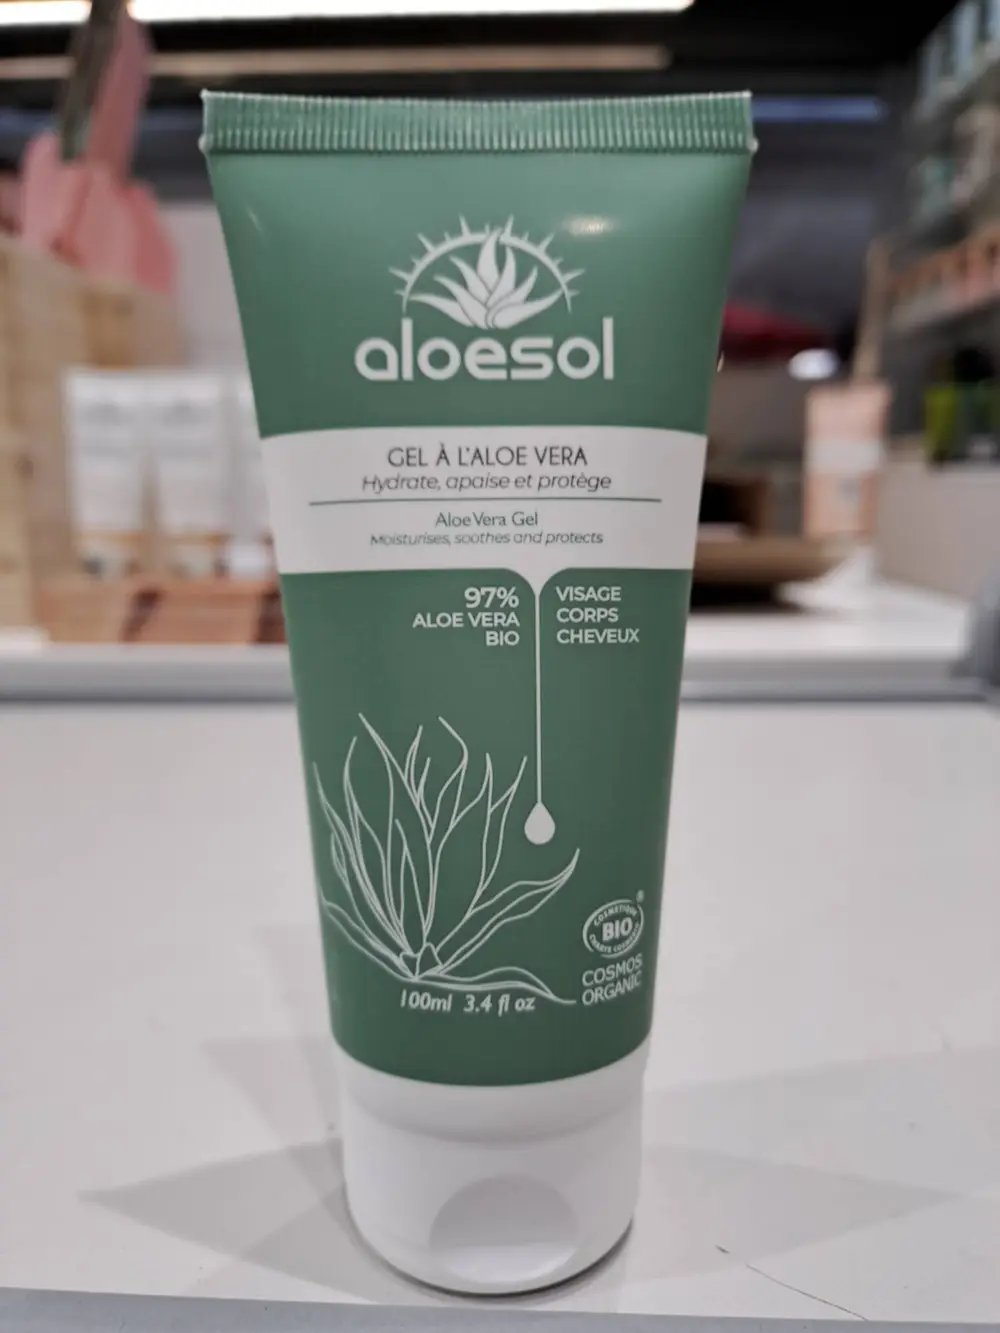 aloesol
GEL À L'ALOE VERA
Hydrate, apaise et protège
Aloe Vera Gel
Moisturises, soothes and protects
97%
ALOE VERA
BIO
VISAGE
CORPS
CHEVEUX
COSMETIQUE
BIO
®
COSMOS
ORGANIC
100ml 3.4 fl oz